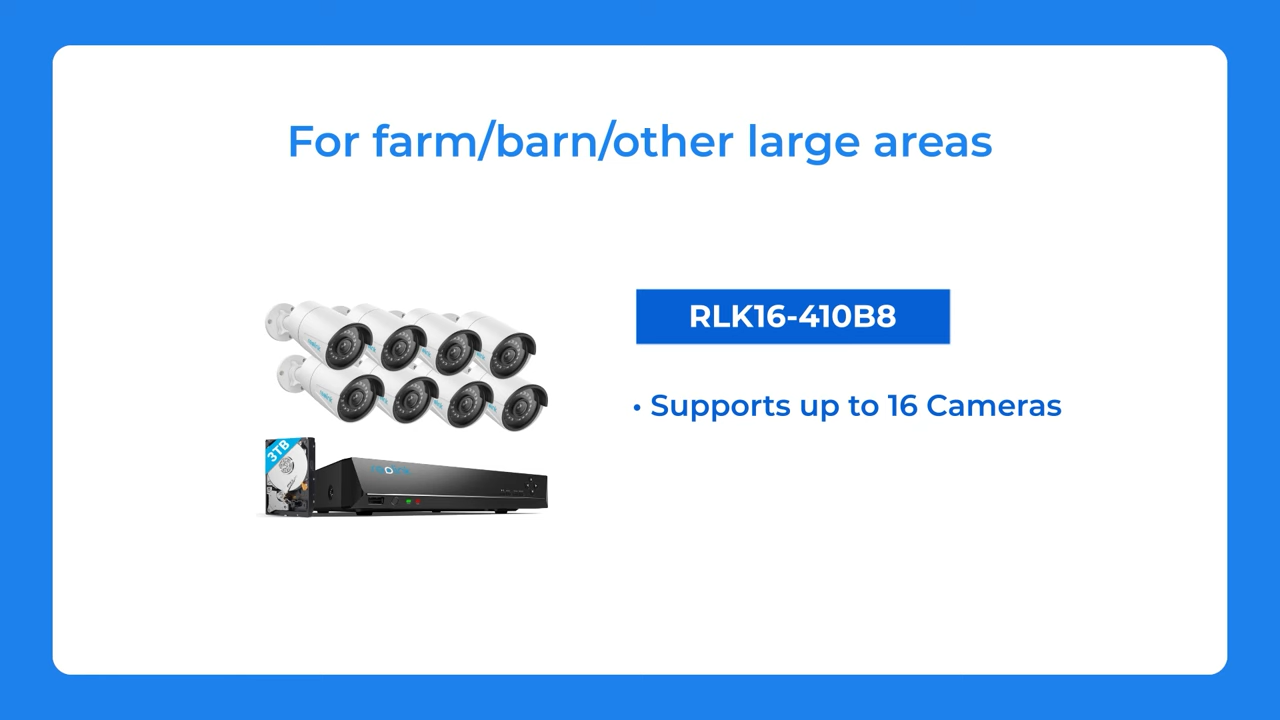 For farm/barn/other large areas
RLK16-410B8
• Supports up to 16 Cameras
3TB